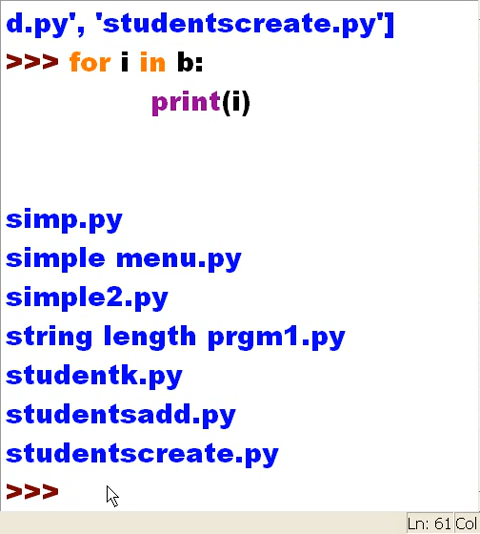 d.py', 'studentscreate.py']
>>> for i in b:
print(i)
simp.py
simple menu.py
simple2.py
string length prgm1.py
studentk.py
studentsadd.py
studentscreate.py
>>>
Ln: 61 Col